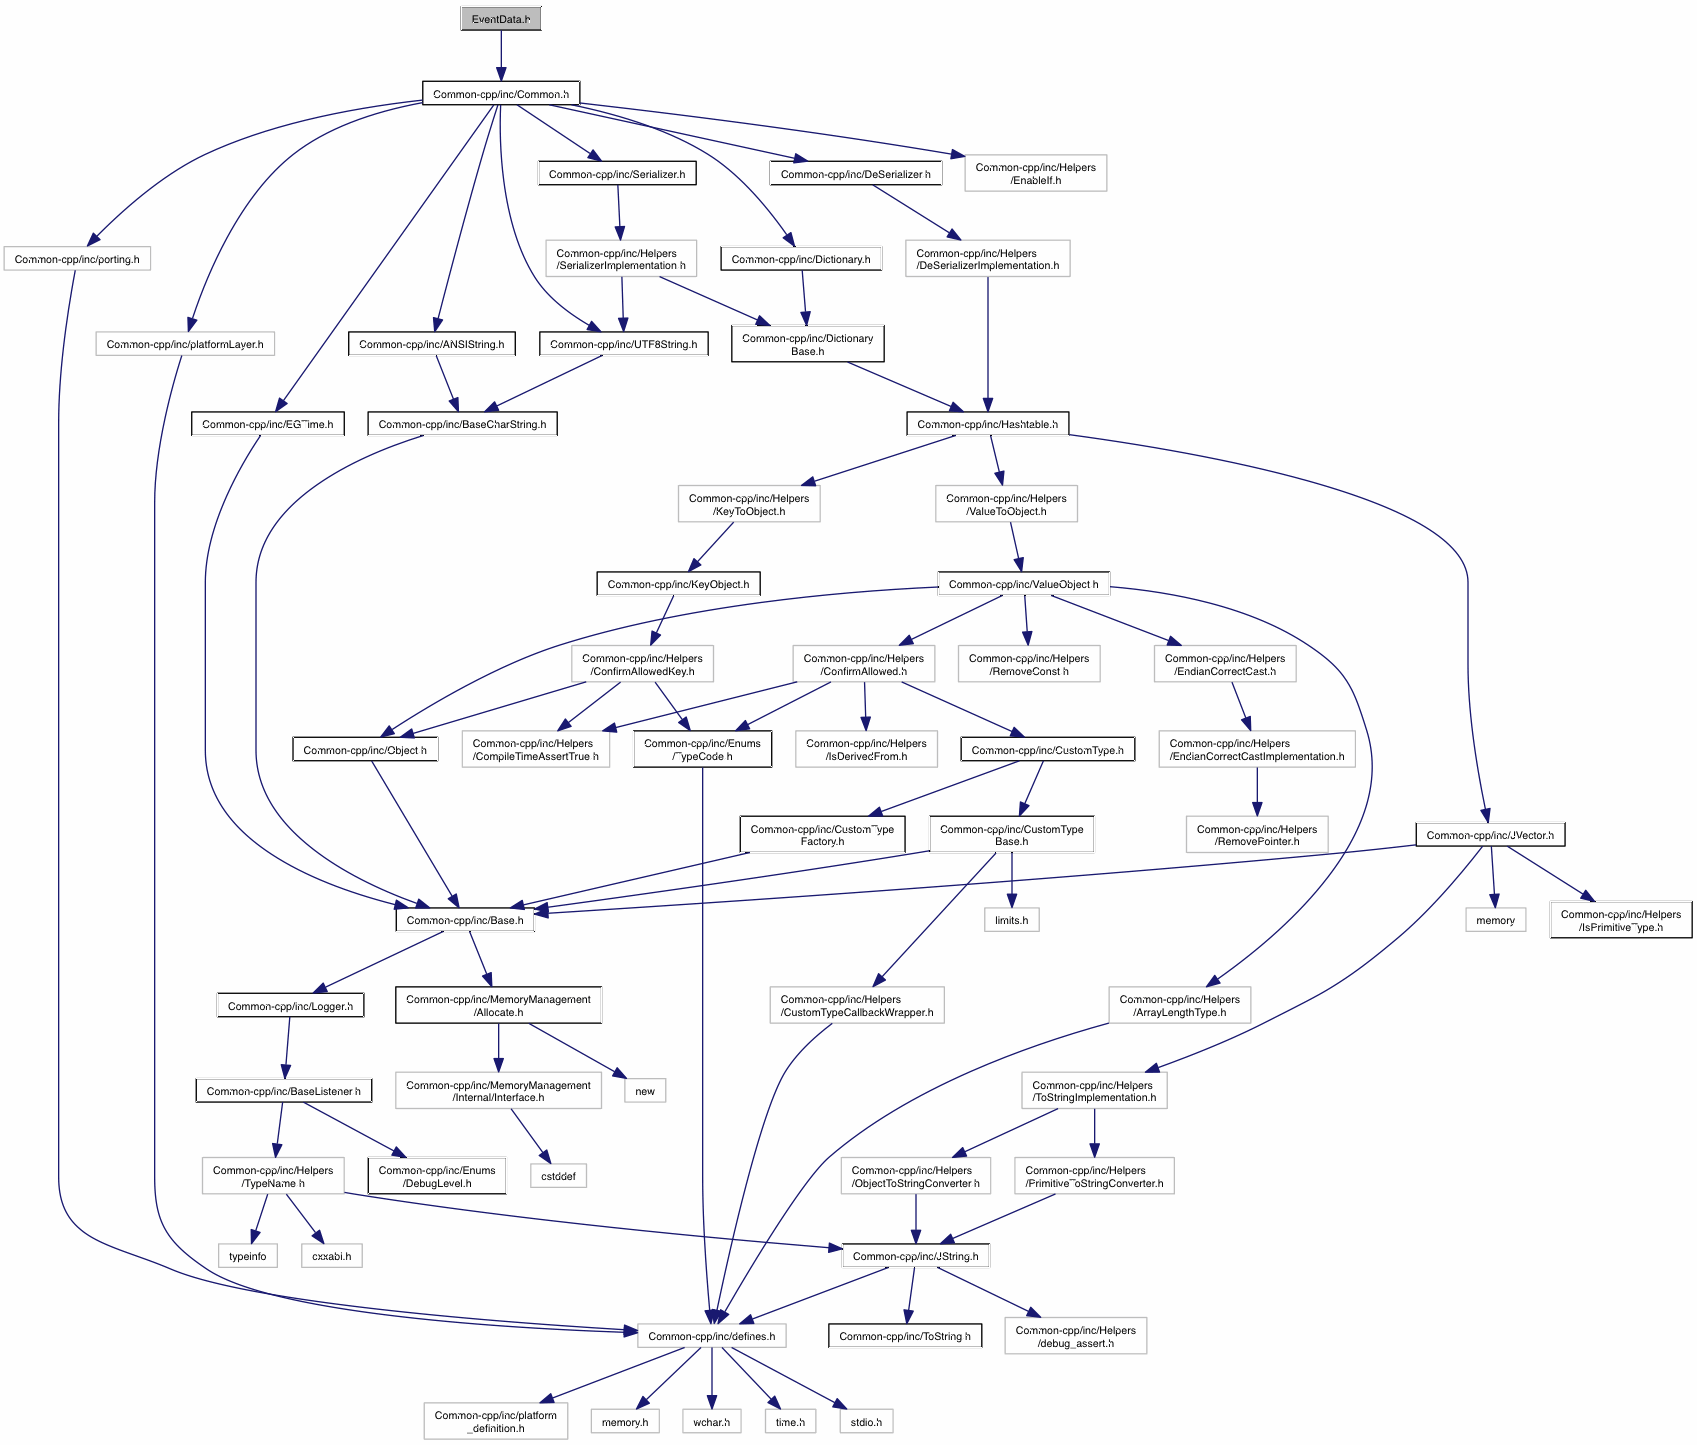 EventData.h
Common-cpp/inc/Common.h
Common-cpp/inc/Serializer.h
Common-cpp/inc/DeSerializer.h
Common-cpp/inc/Helpers
/EnableIf.h
Common-cpp/inc/porting.h
Common-cpp/inc/Helpers
/SerializerImplementation.h
Common-cpp/inc/Dictionary.h
Common-cpp/inc/Helpers
/DeSerializerImplementation.h
Common-cpp/inc/platformLayer.h
Common-cpp/inc/ANSIString.h
Common-cpp/inc/UTF8String.h
Common-cpp/inc/Dictionary
Base.h
Common-cpp/inc/EGTime.h
Common-cpp/inc/BaseCharString.h
Common-cpp/inc/Hashtable.h
Common-cpp/inc/Helpers
/KeyToObject.h
Common-cpp/inc/Helpers
/ValueToObject.h
Common-cpp/inc/KeyObject.h
Common-cpp/inc/ValueObject.h
Common-cpp/inc/Helpers
/ConfirmAllowedKey.h
Common-cpp/inc/Helpers
/ConfirmAllowed.h
Common-cpp/inc/Helpers
/RemoveConst.h
Common-cpp/inc/Helpers
/EndianCorrectCast.h
Common-cpp/inc/Object.h
Common-cpp/inc/Helpers
/CompileTimeAssertTrue.h
Common-cpp/inc/Enums
/TypeCode.h
Common-cpp/inc/Helpers
/IsDerivedFrom.h
Common-cpp/inc/CustomType.h
Common-cpp/inc/Helpers
/EndianCorrectCastImplementation.h
Common-cpp/inc/CustomType
Factory.h
Common-cpp/inc/CustomType
Base.h
Common-cpp/inc/Helpers
/RemovePointer.h
Common-cpp/inc/JVector.h
Common-cpp/inc/Base.h
limits.h
memory
Common-cpp/inc/Helpers
/IsPrimitiveType.h
Common-cpp/inc/Logger.h
Common-cpp/inc/MemoryManagement
/Allocate.h
Common-cpp/inc/Helpers
/CustomTypeCallbackWrapper.h
Common-cpp/inc/Helpers
/ArrayLengthType.h
Common-cpp/inc/BaseListener.h
Common-cpp/inc/MemoryManagement
/Internal/Interface.h
new
Common-cpp/inc/Helpers
/ToStringImplementation.h
Common-cpp/inc/Helpers
/TypeName.h
Common-cpp/inc/Enums
/DebugLevel.h
cstddef
Common-cpp/inc/Helpers
/ObjectToStringConverter.h
Common-cpp/inc/Helpers
/PrimitiveToStringConverter.h
typeinfo
cxxabi.h
Common-cpp/inc/JString.h
Common-cpp/inc/defines.h
Common-cpp/inc/ToString.h
Common-cpp/inc/Helpers
/debug_assert.h
Common-cpp/inc/platform
_definition.h
memory.h
wchar.h
time.h
stdio.h